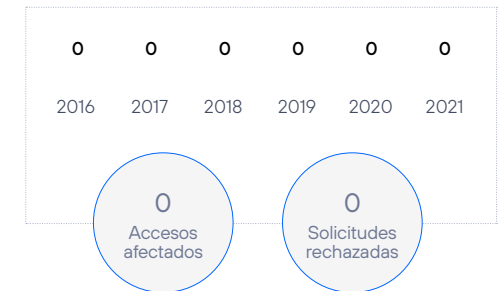 0 0 0 0 0 0
2016 2017 2018 2019 2020 2021
0 0
Accesos Solicitudes
afectados rechazadas